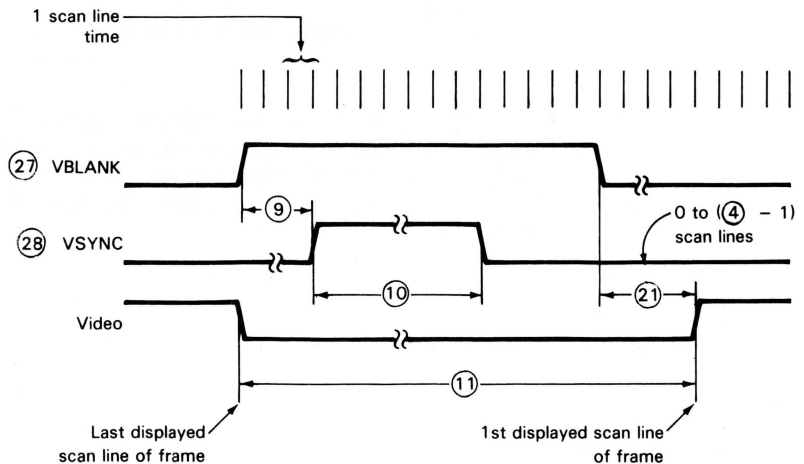 1 scan line
time
27 VBLANK
9
0 to (4 - 1)
scan lines
28 VSYNC
10
21
Video
11
Last displayed
scan line of frame
1st displayed scan line
of frame